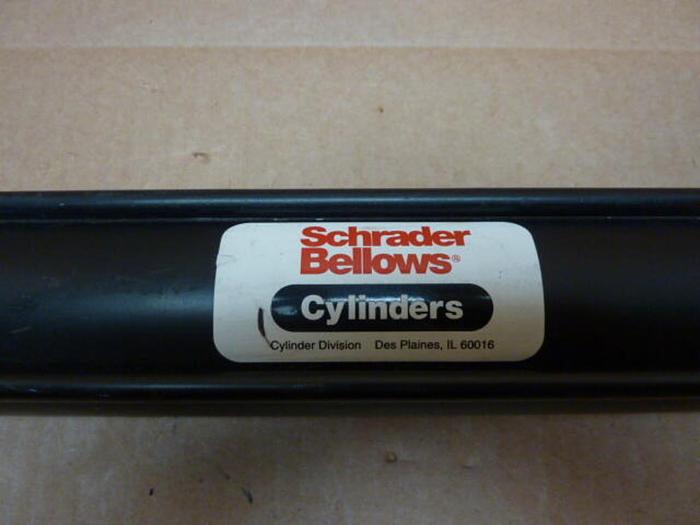 Schrader
Bellows®
Cylinders
Cylinder Division Des Plaines, IL 60016